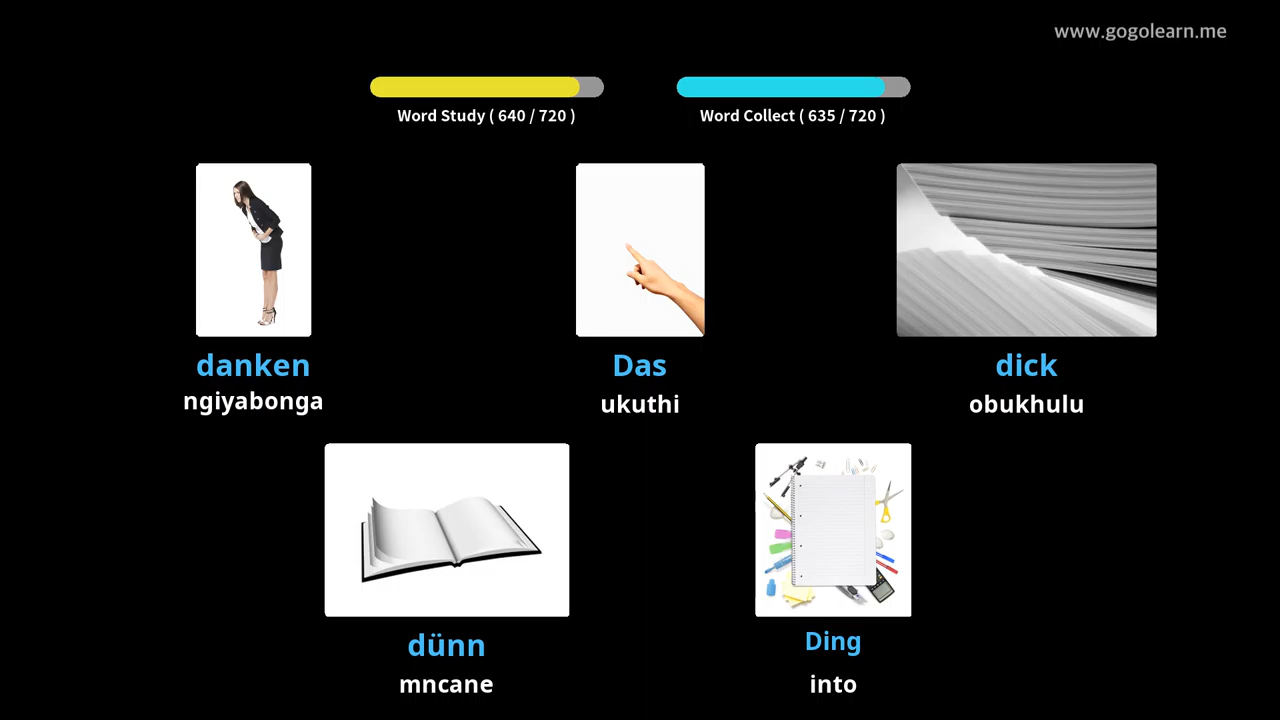 www.gogolearn.me
Word Study ( 640 / 720 )
Word Collect ( 635 / 720 )
danken
ngiyabonga
Das
ukuthi
dick
obukhulu
dünn
mncane
Ding
into